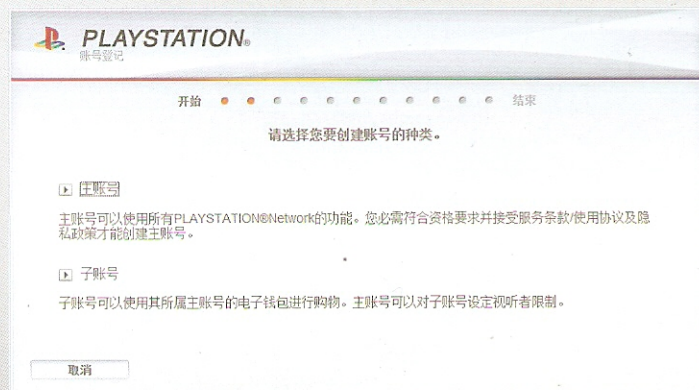 PLAYSTATION®
账号登记
开始 结束
请选择您要创建账号的种类。
主账号
主账号可以使用所有PLAYSTATION®Network的功能。您必需符合资格要求并接受服务条款/使用协议及隐
私政策才能创建主账号。
子账号
子账号可以使用其所属主账号的电子钱包进行购物。主账号可以对子账号设定视听者限制。
取消